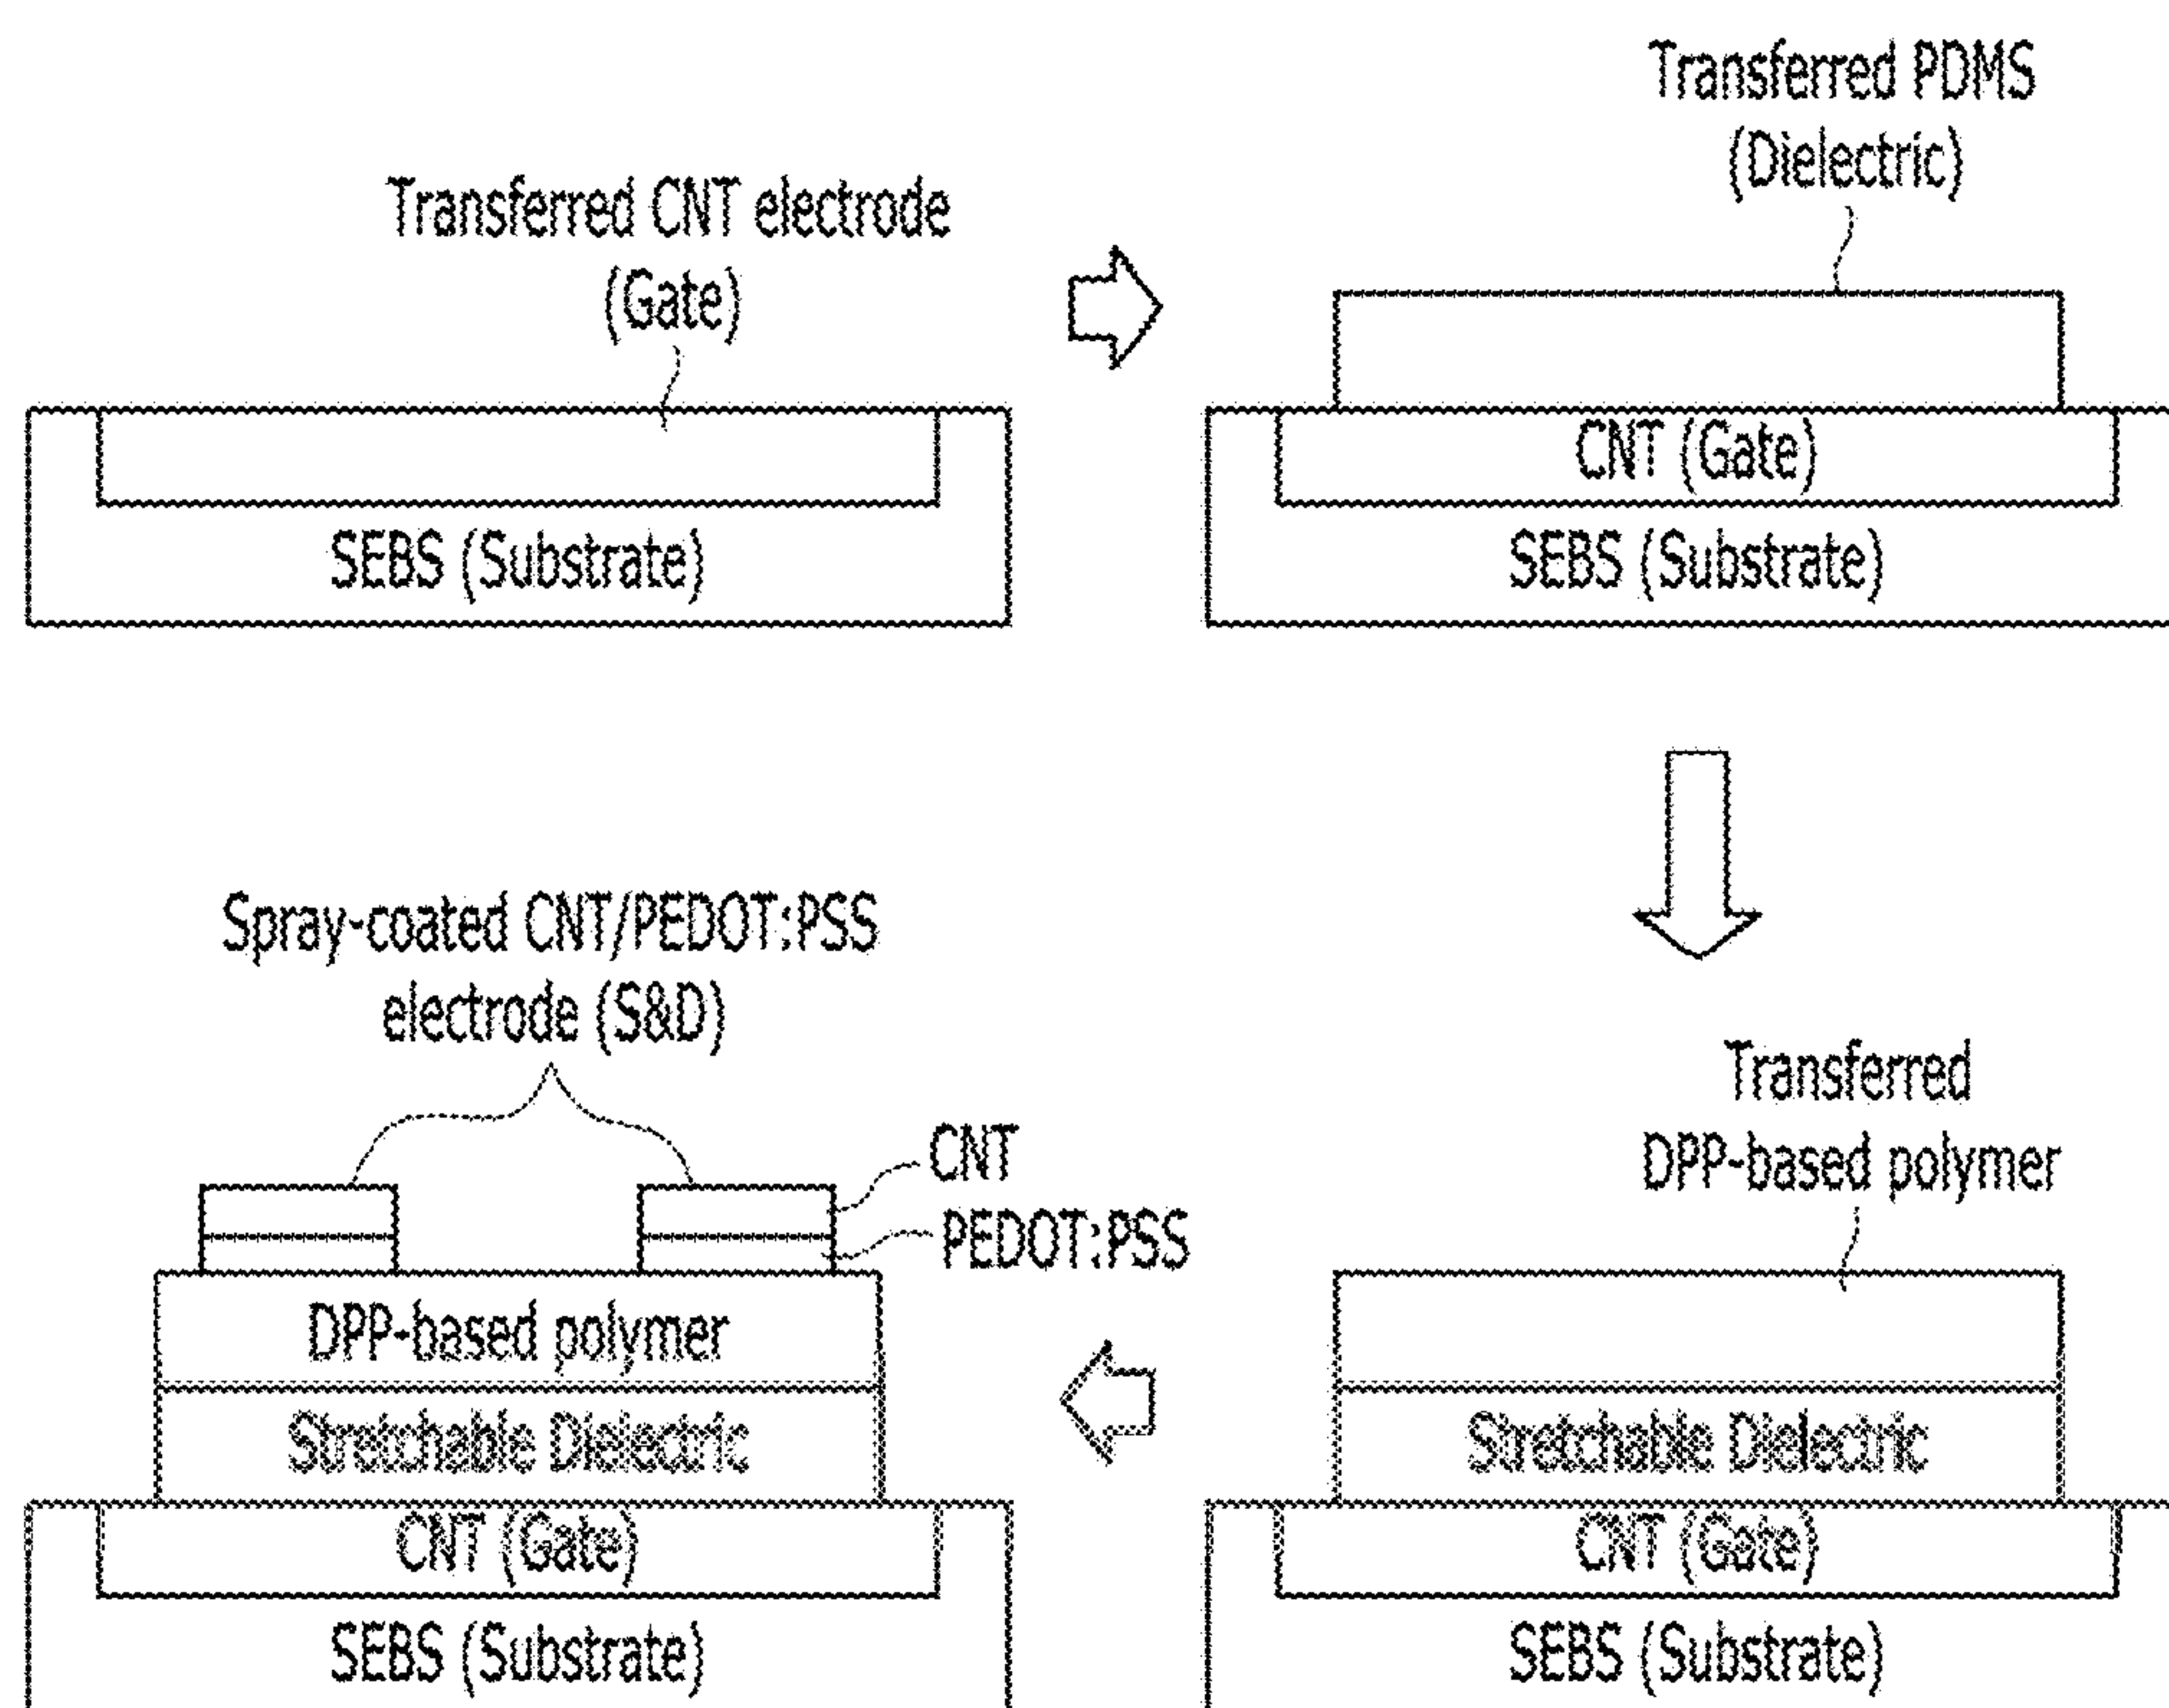 Transferred CNT electrode
(Gate)
SEBS (Substrate)
Transferred PDMS
(Dielectric)
CNT (Gate)
SEBS (Substrate)
Transferred
DPP-based polymer
Stretchable Dielectric
CNT (Gate)
SEBS (Substrate)
Spray-coated CNT/PEDOT:PSS
electrode (S&D)
CNT
PEDOT:PSS
DPP-based polymer
Stretchable Dielectric
CNT (Gate)
SEBS (Substrate)